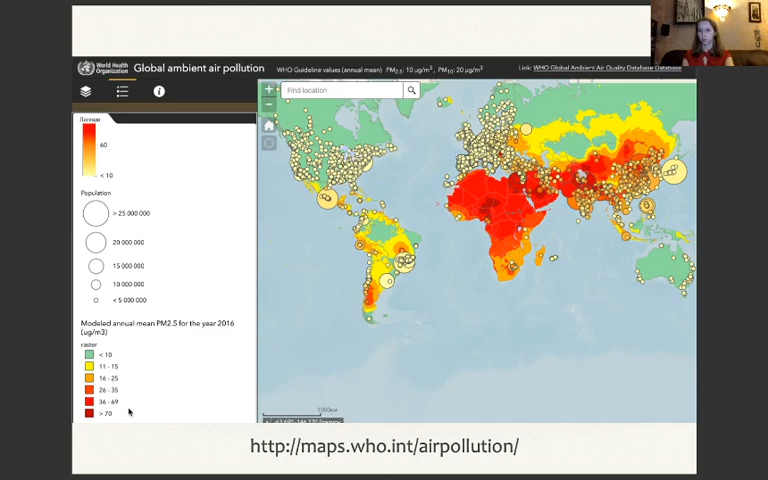 World Health
Organization
Global ambient air pollution
WHO Guideline values (annual mean) PM2.5: 10 µg/m3, PM10: 20 µg/m3
Link: WHO Global Ambient Air Quality Database Database
+
−
Find location
60
< 10
Population
> 25 000 000
20 000 000
15 000 000
10 000 000
< 5 000 000
Modeled annual mean PM2.5 for the year 2016
(ug/m3)
raster
< 10
11 - 15
16 - 25
26 - 35
36 - 69
> 70
http://maps.who.int/airpollution/